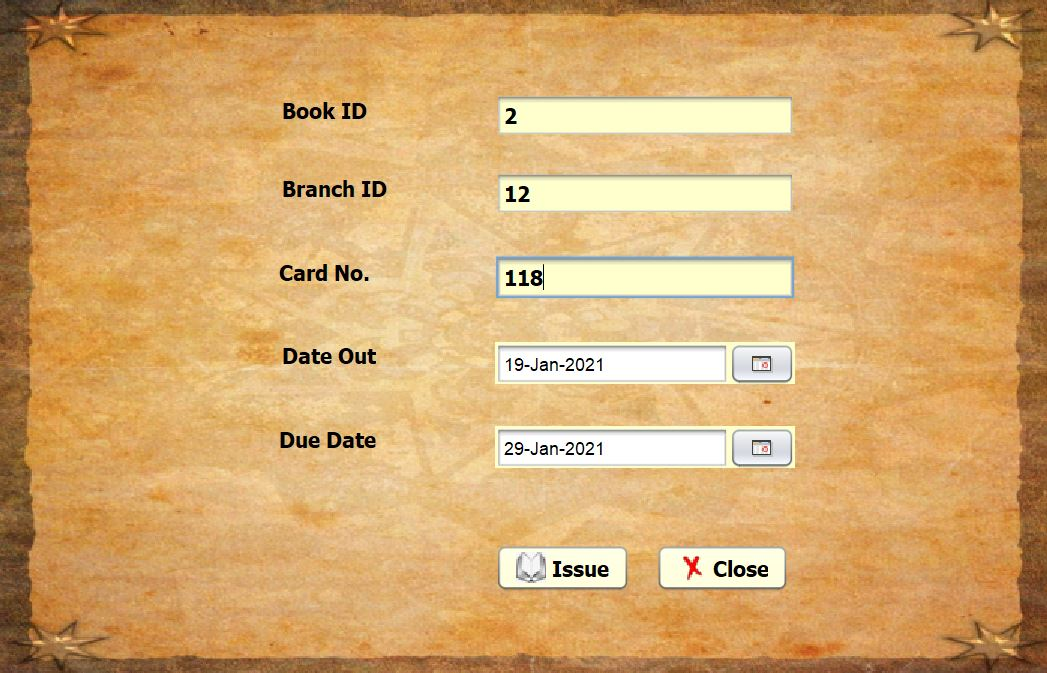 Book ID 2
Branch ID 12
Card No. 118
Date Out 19-Jan-2021
Due Date 29-Jan-2021
Issue Close